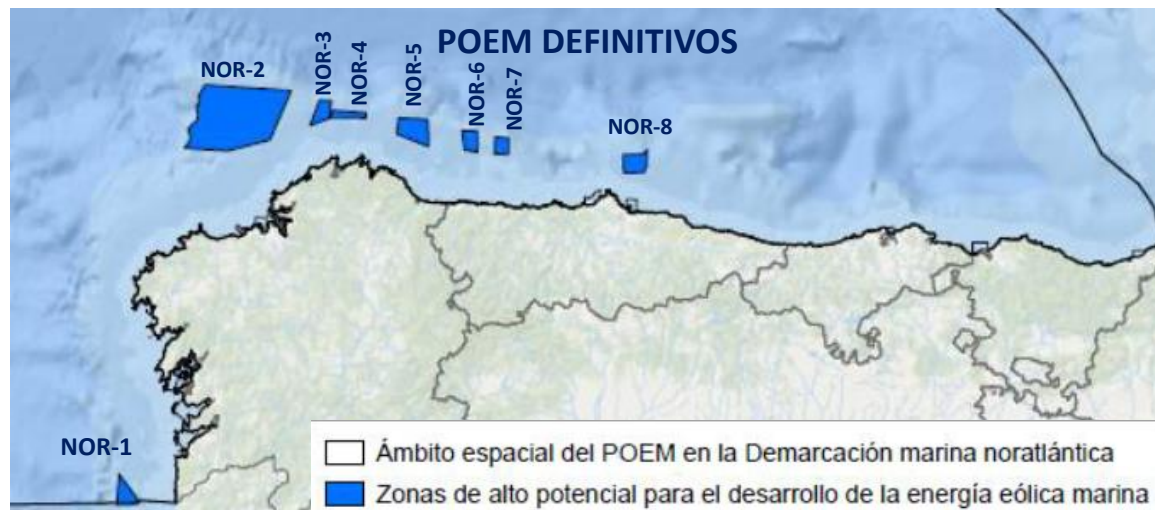 POEM DEFINITIVOS
NOR-2
NOR-3
NOR-4
NOR-5
NOR-6
NOR-7
NOR-8
NOR-1
Ámbito espacial del POEM en la Demarcación marina noratlántica
Zonas de alto potencial para el desarrollo de la energía eólica marina